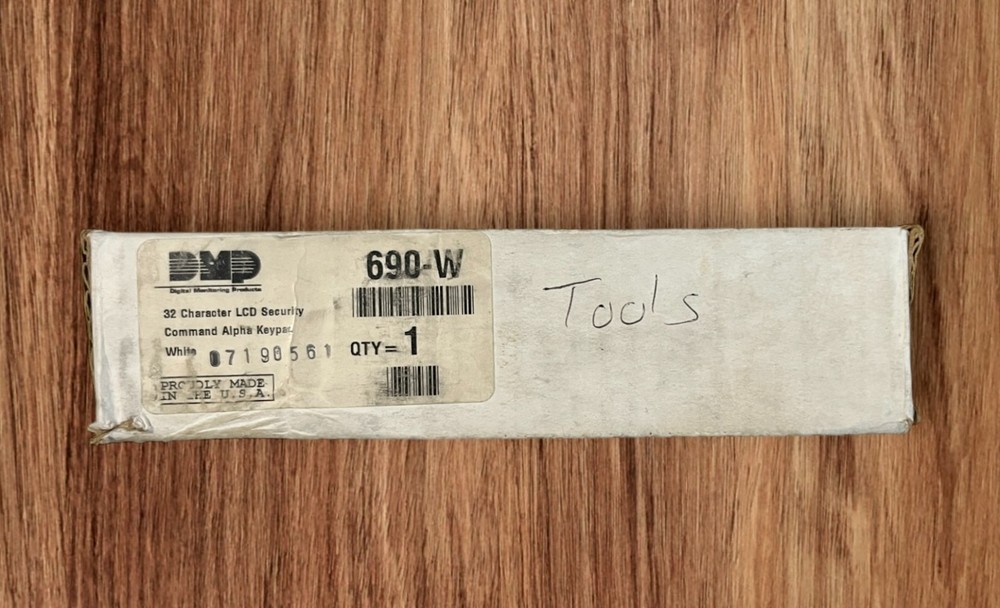 DMP
Digital Monitoring Products
690-W
32 Character LCD Security
Command Alpha Keypad
White 07190561
QTY = 1
PROUDLY MADE
IN THE U.S.A.
Tools